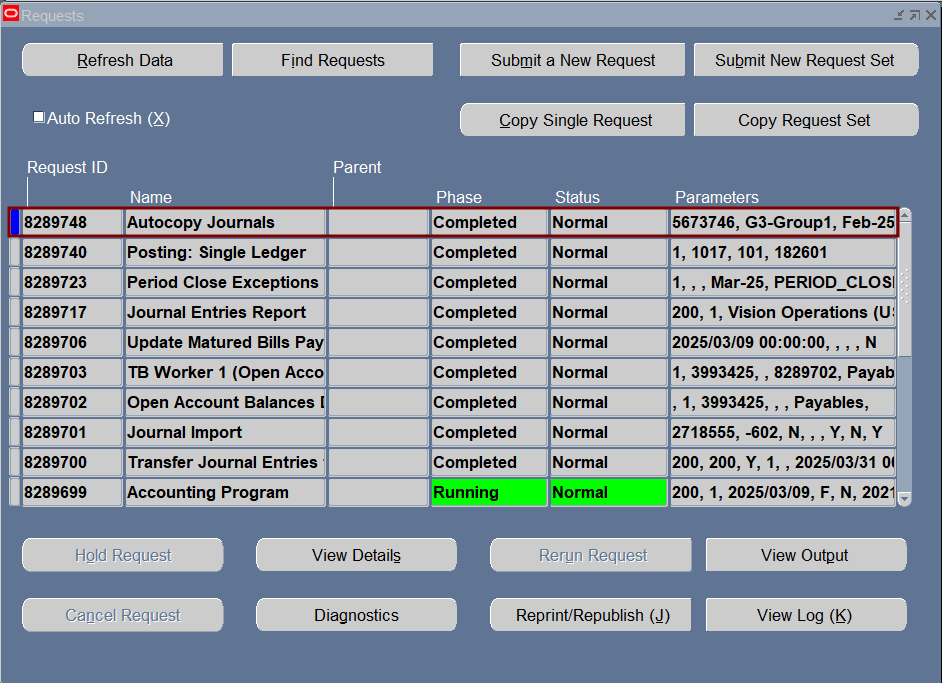 Requests
Refresh Data Find Requests Submit a New Request Submit New Request Set
Auto Refresh (X) Copy Single Request Copy Request Set
Request ID Parent
Name Phase Status Parameters
8289748 Autocopy Journals Completed Normal 5673746, G3-Group1, Feb-25
8289740 Posting: Single Ledger Completed Normal 1, 1017, 101, 182601
8289723 Period Close Exceptions Completed Normal 1, , , Mar-25, PERIOD_CLOS
8289717 Journal Entries Report Completed Normal 200, 1, Vision Operations (U
8289706 Update Matured Bills Pay Completed Normal 2025/03/09 00:00:00, , , , N
8289703 TB Worker 1 (Open Acco Completed Normal 1, 3993425, , 8289702, Payab
8289702 Open Account Balances Completed Normal , 1, 3993425, , , Payables,
8289701 Journal Import Completed Normal 2718555, -602, N, , , Y, N, Y
8289700 Transfer Journal Entries Completed Normal 200, 200, Y, 1, , 2025/03/31 0
8289699 Accounting Program Running Normal 200, 1, 2025/03/09, F, N, 2021
Hold Request View Details Rerun Request View Output
Cancel Request Diagnostics Reprint/Republish (J) View Log (K)